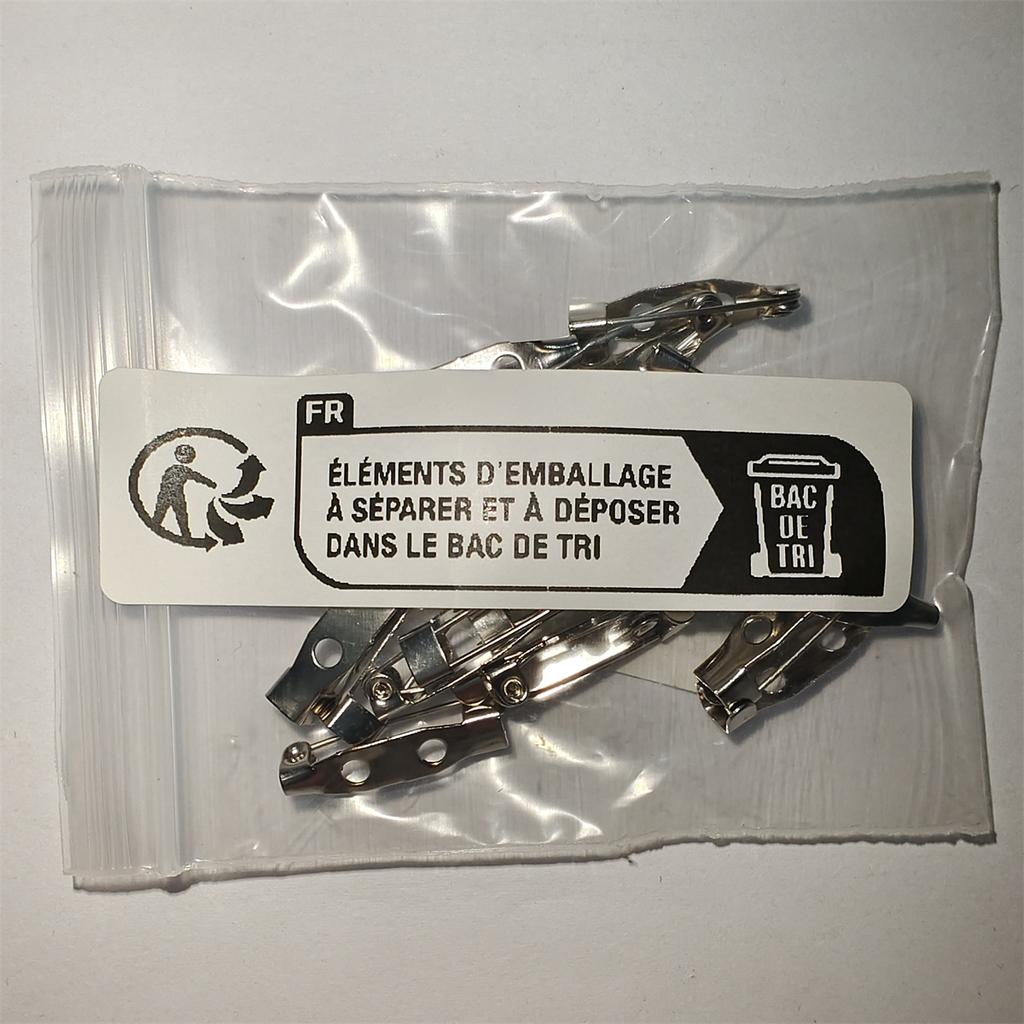 FR
ÉLÉMENTS D'EMBALLAGE
À SÉPARER ET À DÉPOSER
DANS LE BAC DE TRI
BAC
DE
TRI